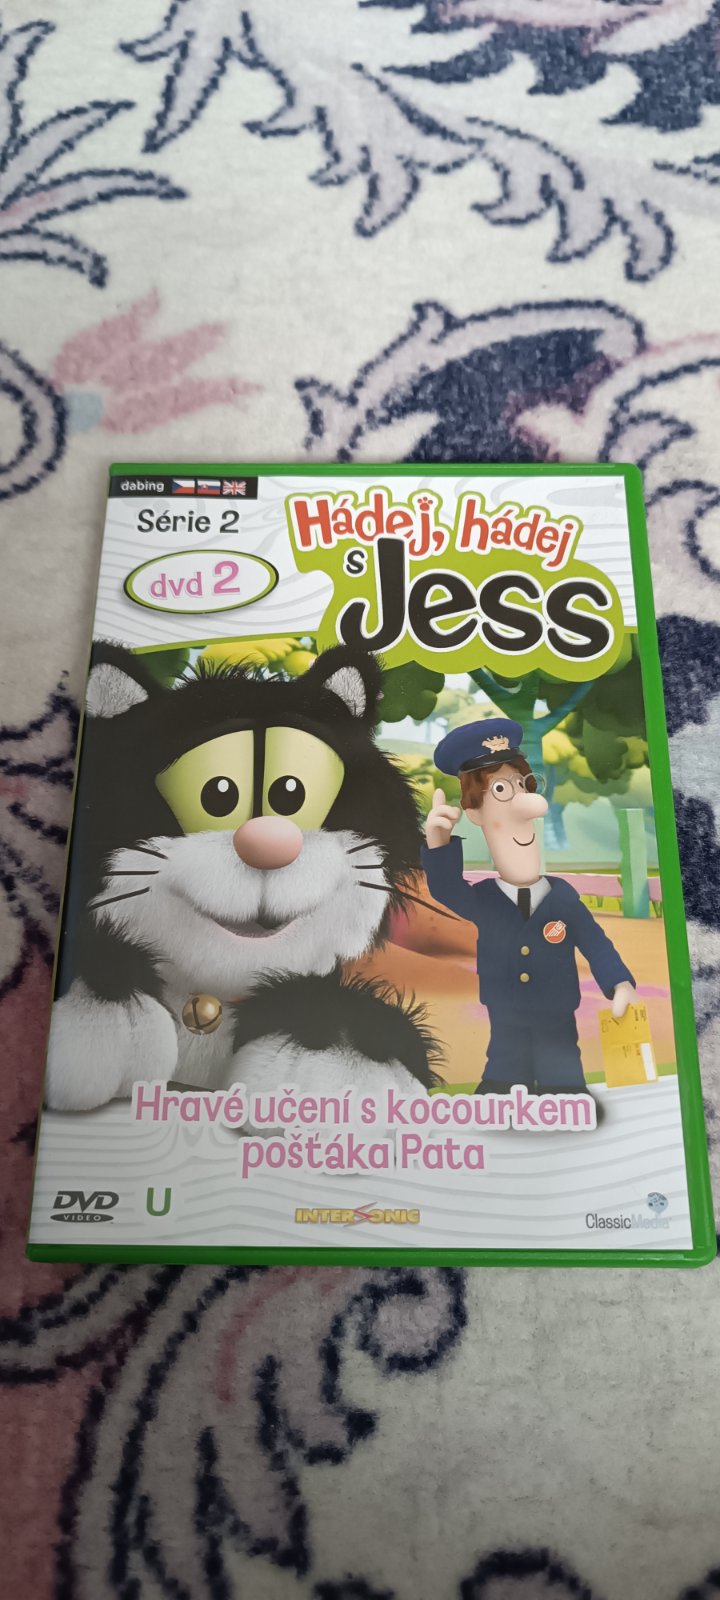 dabing
Série 2
dvd 2
Hádej, hádej
s
Jess
Hravé učení s kocourkem
pošťáka Pata
DVD
VIDEO
U
INTERSONIC
ClassicMedia